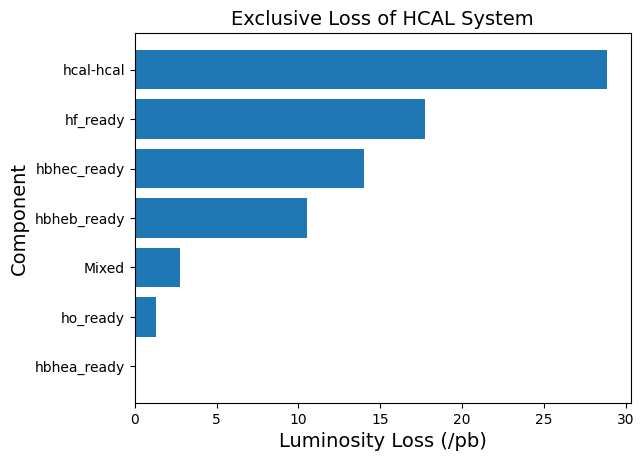 Exclusive Loss of HCAL System
Component
hcal-hcal
hf_ready
hbhec_ready
hbheb_ready
Mixed
ho_ready
hbhea_ready
0 5 10 15 20 25 30
Luminosity Loss (/pb)